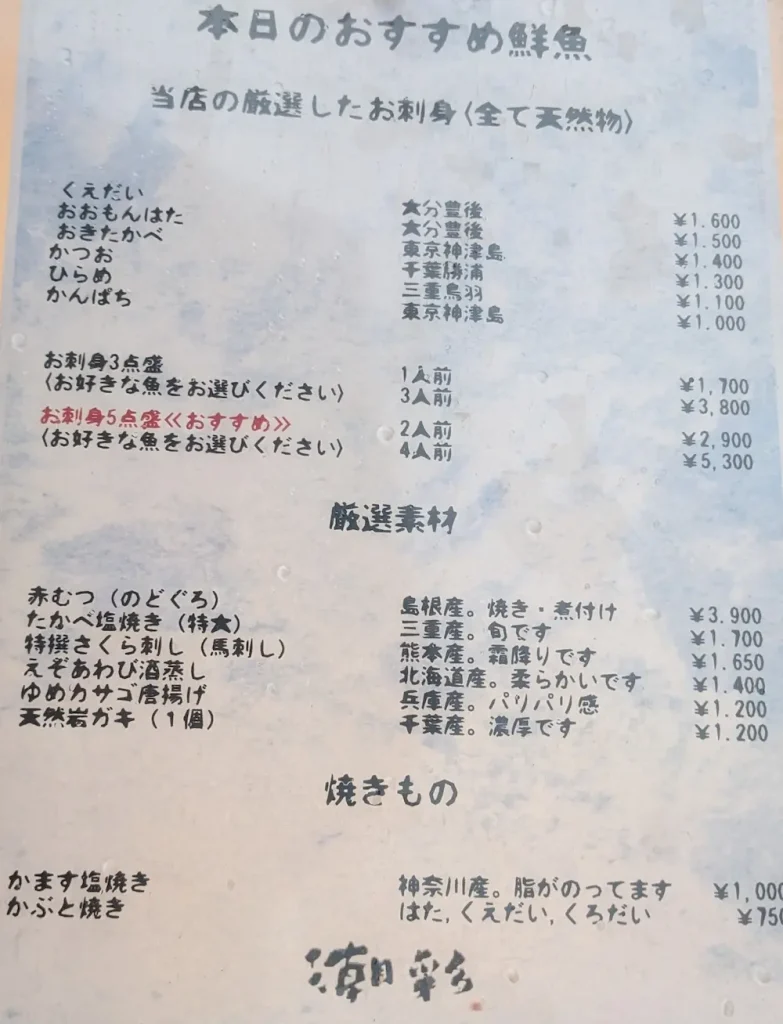 本日のおすすめ鮮魚
当店の厳選したお刺身〈全て天然物〉
くえだい 大分豊後 ¥1.600
おおもんはた 大分豊後 ¥1.500
おきたかべ 東京神津島 ¥1.400
かつお 千葉勝浦 ¥1.300
ひらめ 三重鳥羽 ¥1.100
かんぱち 東京神津島 ¥1.000
お刺身3点盛 1人前 ¥1,700
〈お好きな魚をお選びください〉 3人前 ¥3,800
お刺身5点盛≪おすすめ≫ 2人前 ¥2,900
〈お好きな魚をお選びください〉 4人前 ¥5,300
厳選素材
赤むつ（のどぐろ） 島根産。焼き・煮付け ¥3.900
たかべ塩焼き（特大） 三重産。旬です ¥1.700
特撰さくら刺し（馬刺し） 熊本産。霜降りです ¥1.650
えぞあわび酒蒸し 北海道産。柔らかいです ¥1.400
ゆめカサゴ唐揚げ 兵庫産。パリパリ感 ¥1.200
天然岩ガキ（１個） 千葉産。濃厚です ¥1.200
焼きもの
かます塩焼き 神奈川産。脂がのってます ¥1,000
かぶと焼き はた,くえだい,くろだい ¥750
潮彩